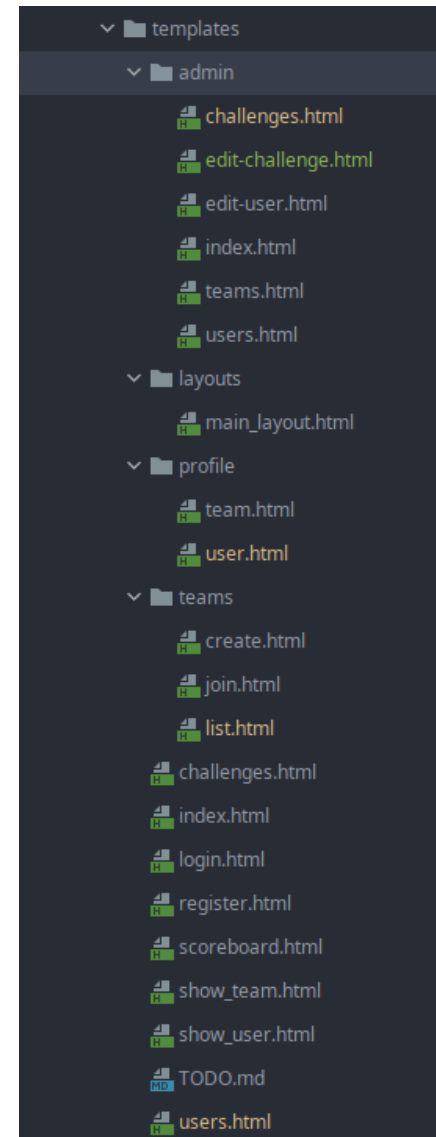 templates
admin
challenges.html
edit-challenge.html
edit-user.html
index.html
teams.html
users.html
layouts
main_layout.html
profile
team.html
user.html
teams
create.html
join.html
list.html
challenges.html
index.html
login.html
register.html
scoreboard.html
show_team.html
show_user.html
TODO.md
users.html